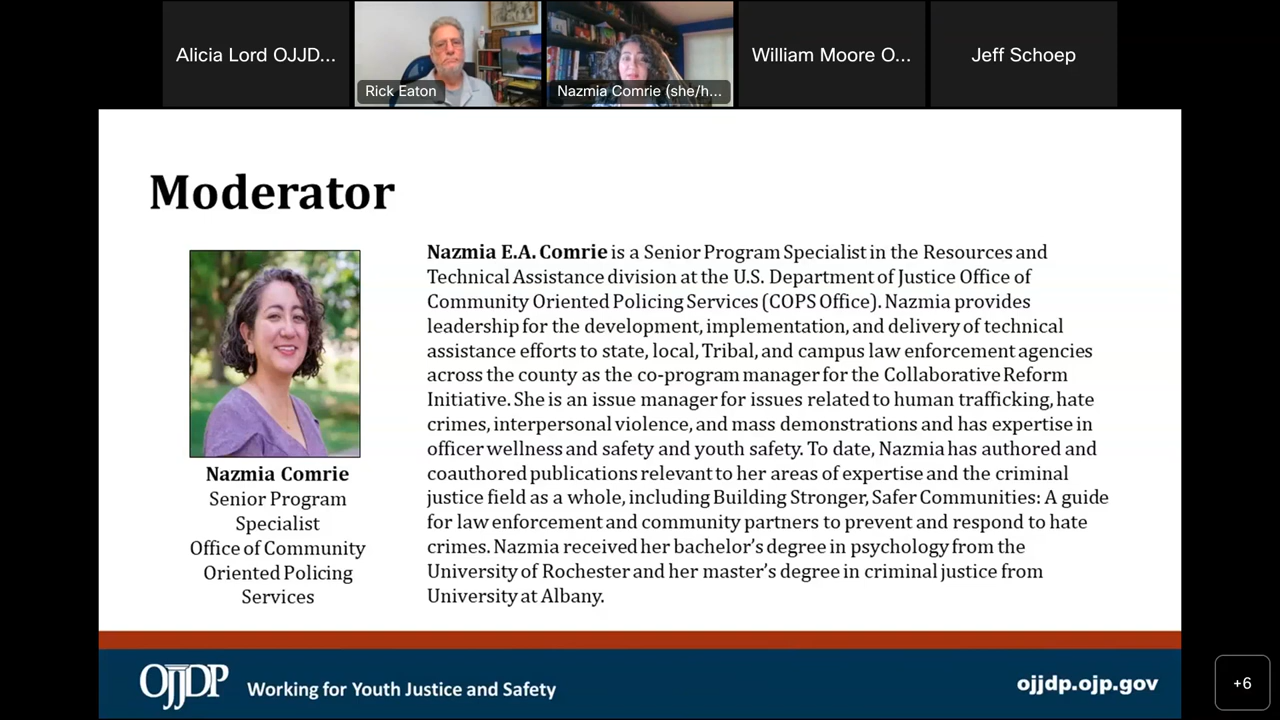 Alicia Lord OJJD...
Rick Eaton
Nazmia Comrie (she/h...
William Moore O...
Jeff Schoep
Moderator
Nazmia Comrie
Senior Program
Specialist
Office of Community
Oriented Policing
Services
Nazmia E.A. Comrie is a Senior Program Specialist in the Resources and
Technical Assistance division at the U.S. Department of Justice Office of
Community Oriented Policing Services (COPS Office). Nazmia provides
leadership for the development, implementation, and delivery of technical
assistance efforts to state, local, Tribal, and campus law enforcement agencies
across the county as the co-program manager for the Collaborative Reform
Initiative. She is an issue manager for issues related to human trafficking, hate
crimes, interpersonal violence, and mass demonstrations and has expertise in
officer wellness and safety and youth safety. To date, Nazmia has authored and
coauthored publications relevant to her areas of expertise and the criminal
justice field as a whole, including Building Stronger, Safer Communities: A guide
for law enforcement and community partners to prevent and respond to hate
crimes. Nazmia received her bachelor's degree in psychology from the
University of Rochester and her master's degree in criminal justice from
University at Albany.
OJJDP Working for Youth Justice and Safety
ojjdp.ojp.gov
+6